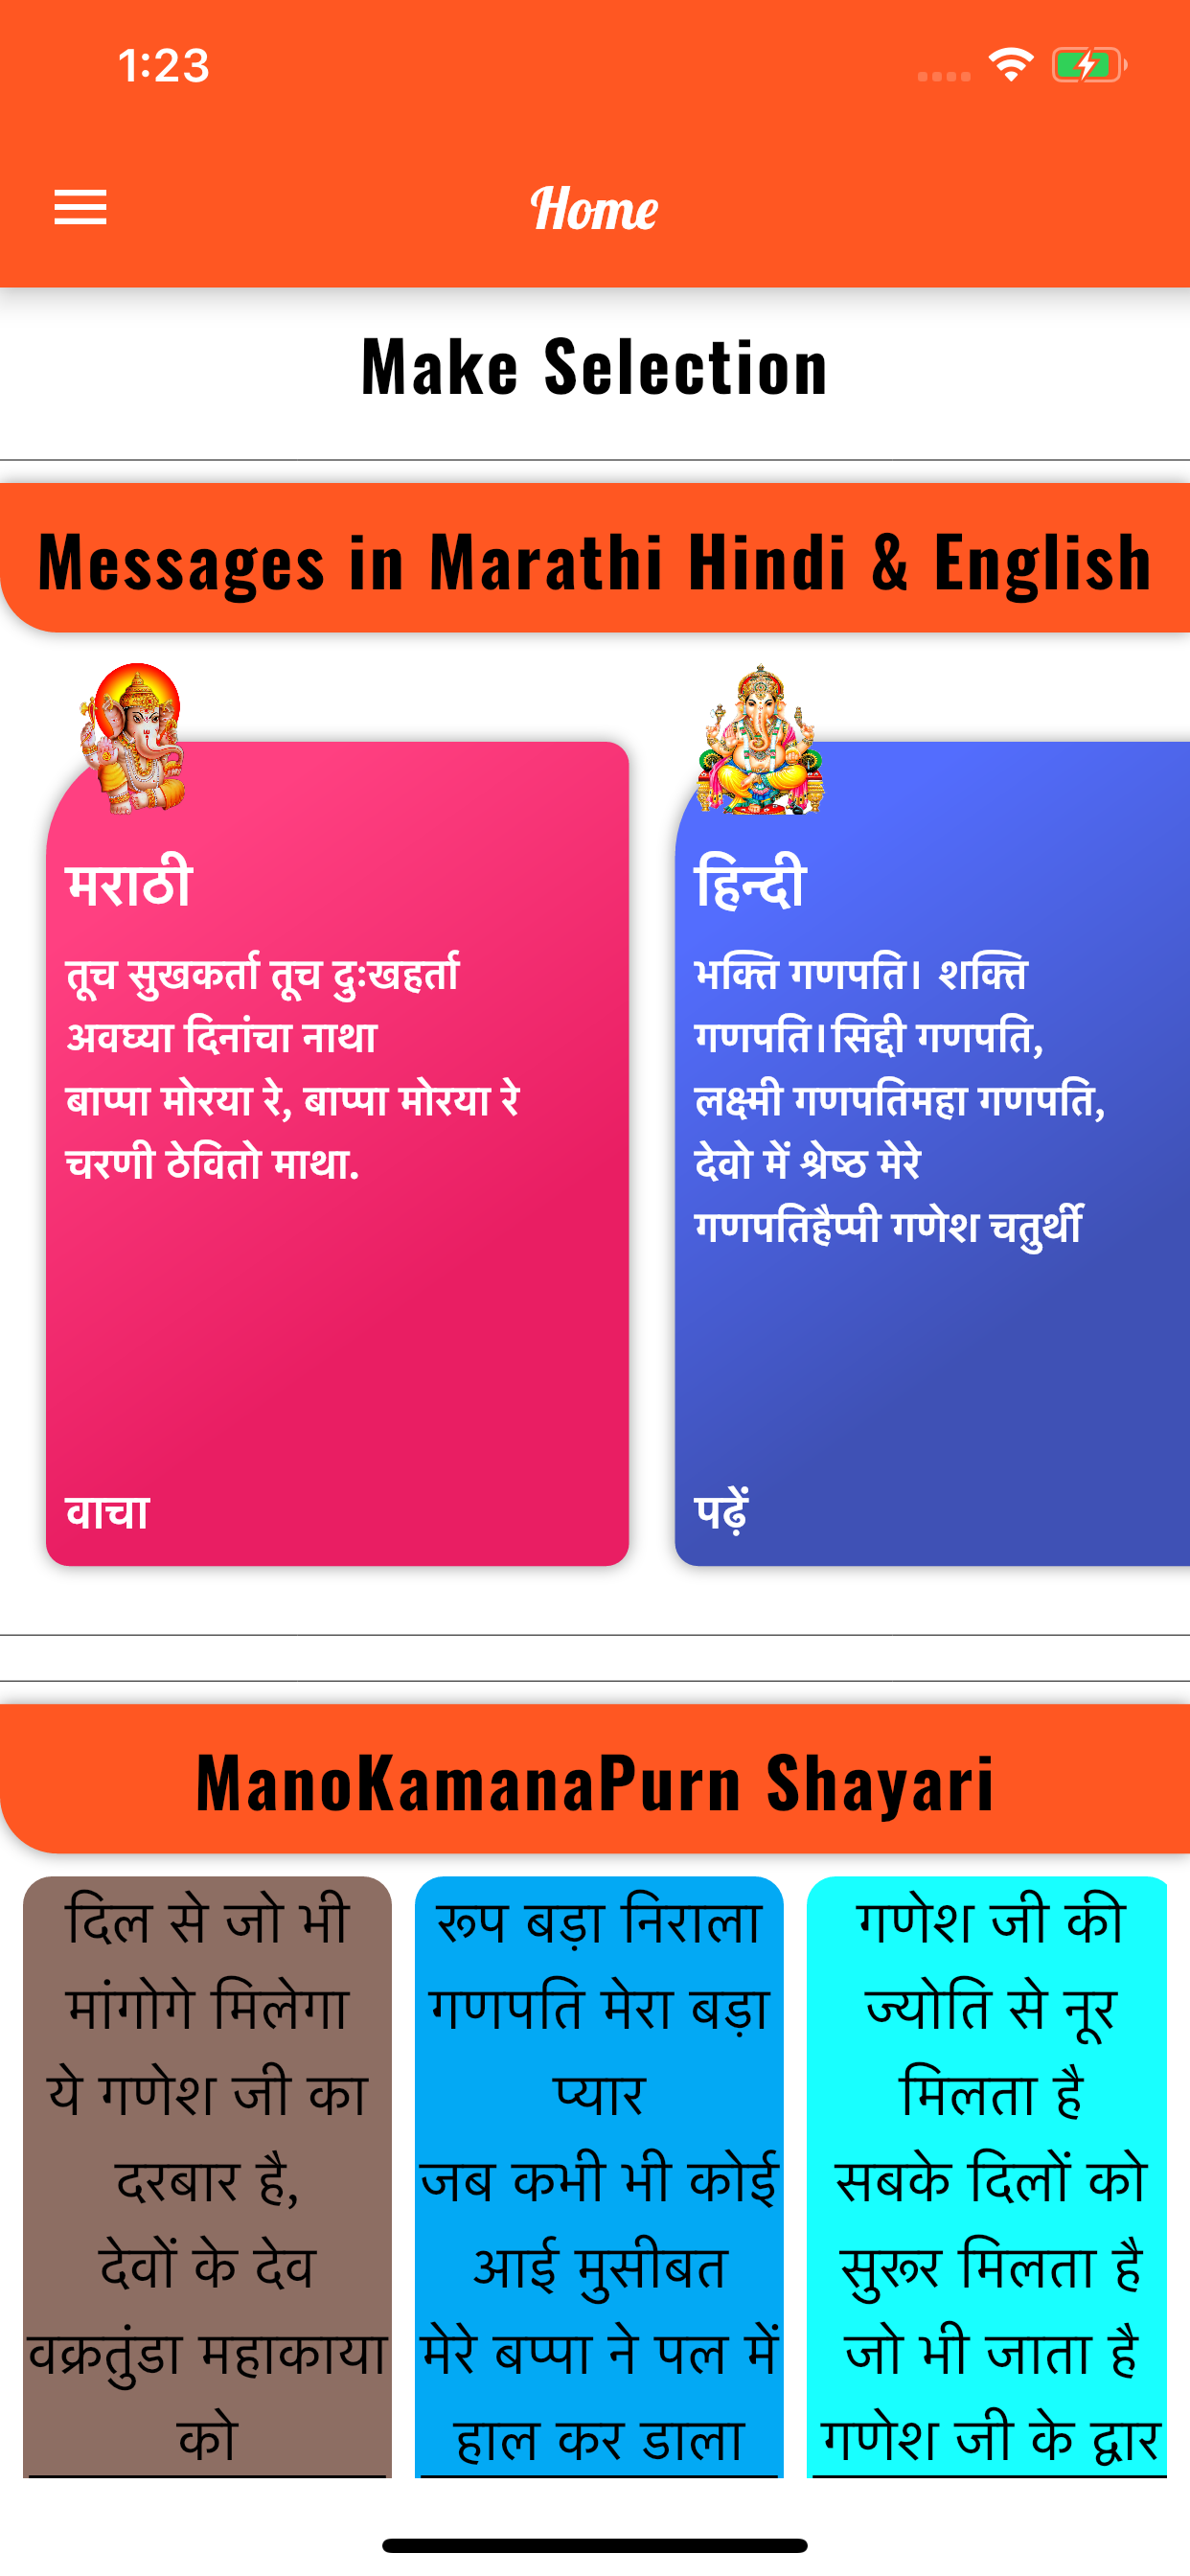 1:23
Home
Make Selection
Messages in Marathi Hindi & English
मराठी
तूच सुखकर्ता तूच दुःखहर्ता
अवघ्या दिनांचा नाथा
बाप्पा मोरया रे, बाप्पा मोरया रे
चरणी ठेवितो माथा.
वाचा
हिन्दी
भक्ति गणपति। शक्ति
गणपति।सिद्दी गणपति,
लक्ष्मी गणपतिमहा गणपति,
देवो में श्रेष्ठ मेरे
गणपतिहैप्पी गणेश चतुर्थी
पढ़ें
ManoKamanaPurn Shayari
दिल से जो भी
मांगोगे मिलेगा
ये गणेश जी का
दरबार है,
देवों के देव
वक्रतुंडा महाकाया
को
रूप बड़ा निराला
गणपति मेरा बड़ा
प्यार
जब कभी भी कोई
आई मुसीबत
मेरे बप्पा ने पल में
हाल कर डाला
गणेश जी की
ज्योति से नूर
मिलता है
सबके दिलों को
सुरूर मिलता है
जो भी जाता है
गणेश जी के द्वार